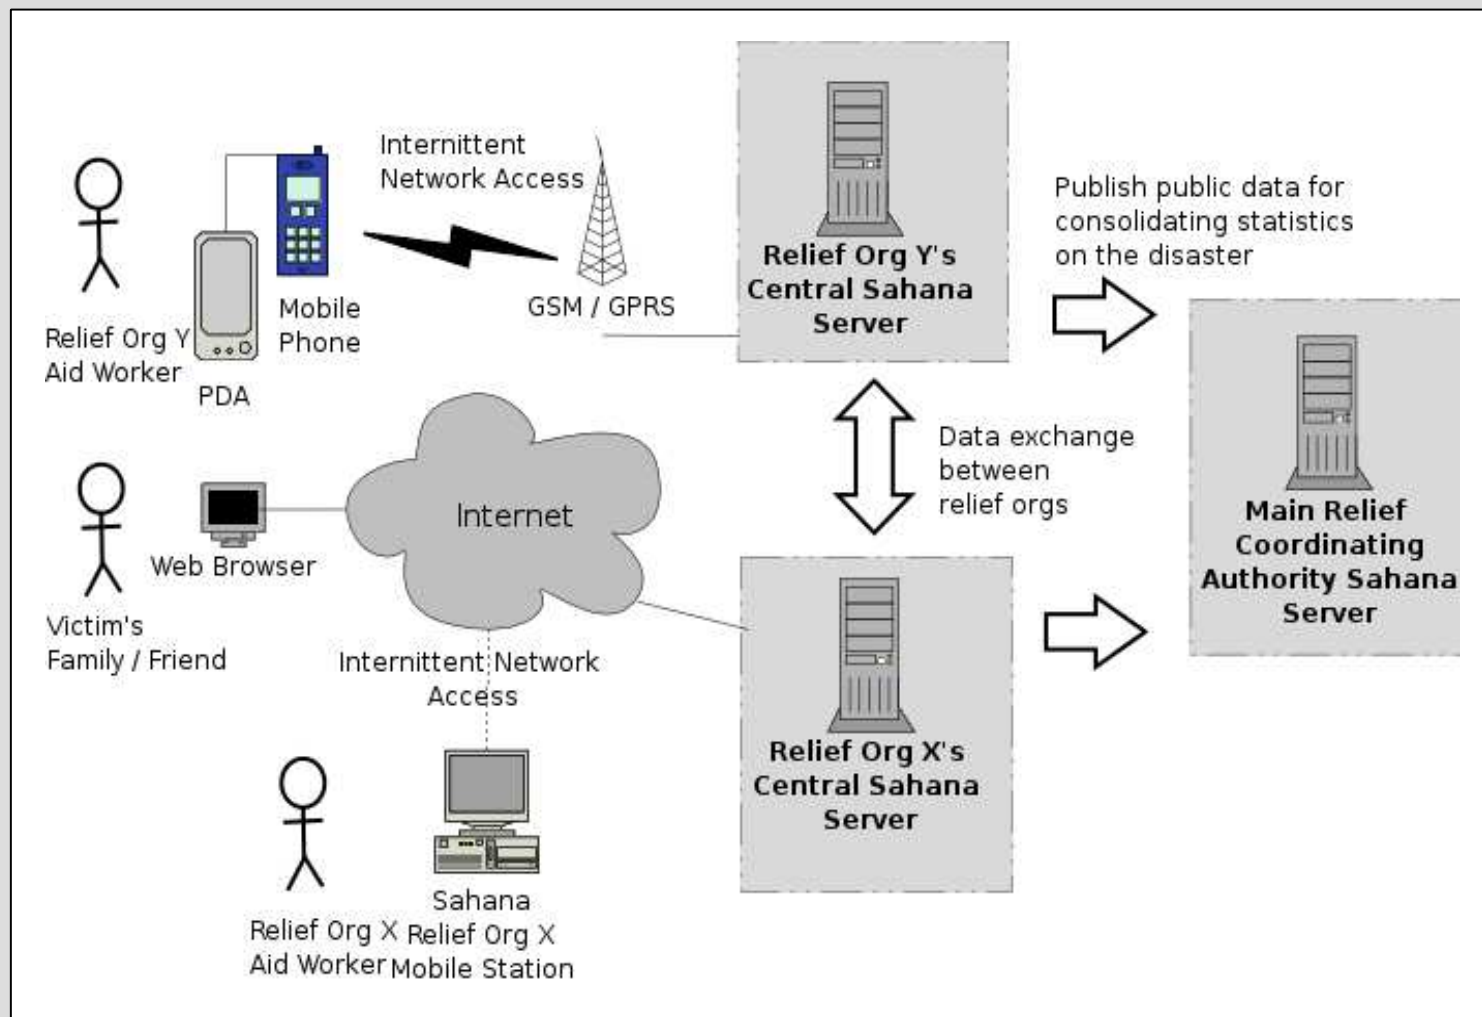 Internittent
Network Access
Relief Org Y's
Central Sahana
Server
Publish public data for
consolidating statistics
on the disaster
Mobile
Phone
GSM / GPRS
Relief Org Y
Aid Worker
PDA
Data exchange
between
relief orgs
Internet
Web Browser
Main Relief
Coordinating
Authority Sahana
Server
Victim's
Family / Friend
Internittent Network
Access
Relief Org X's
Central Sahana
Server
Relief Org X
Aid Worker
Sahana
Relief Org X
Mobile Station